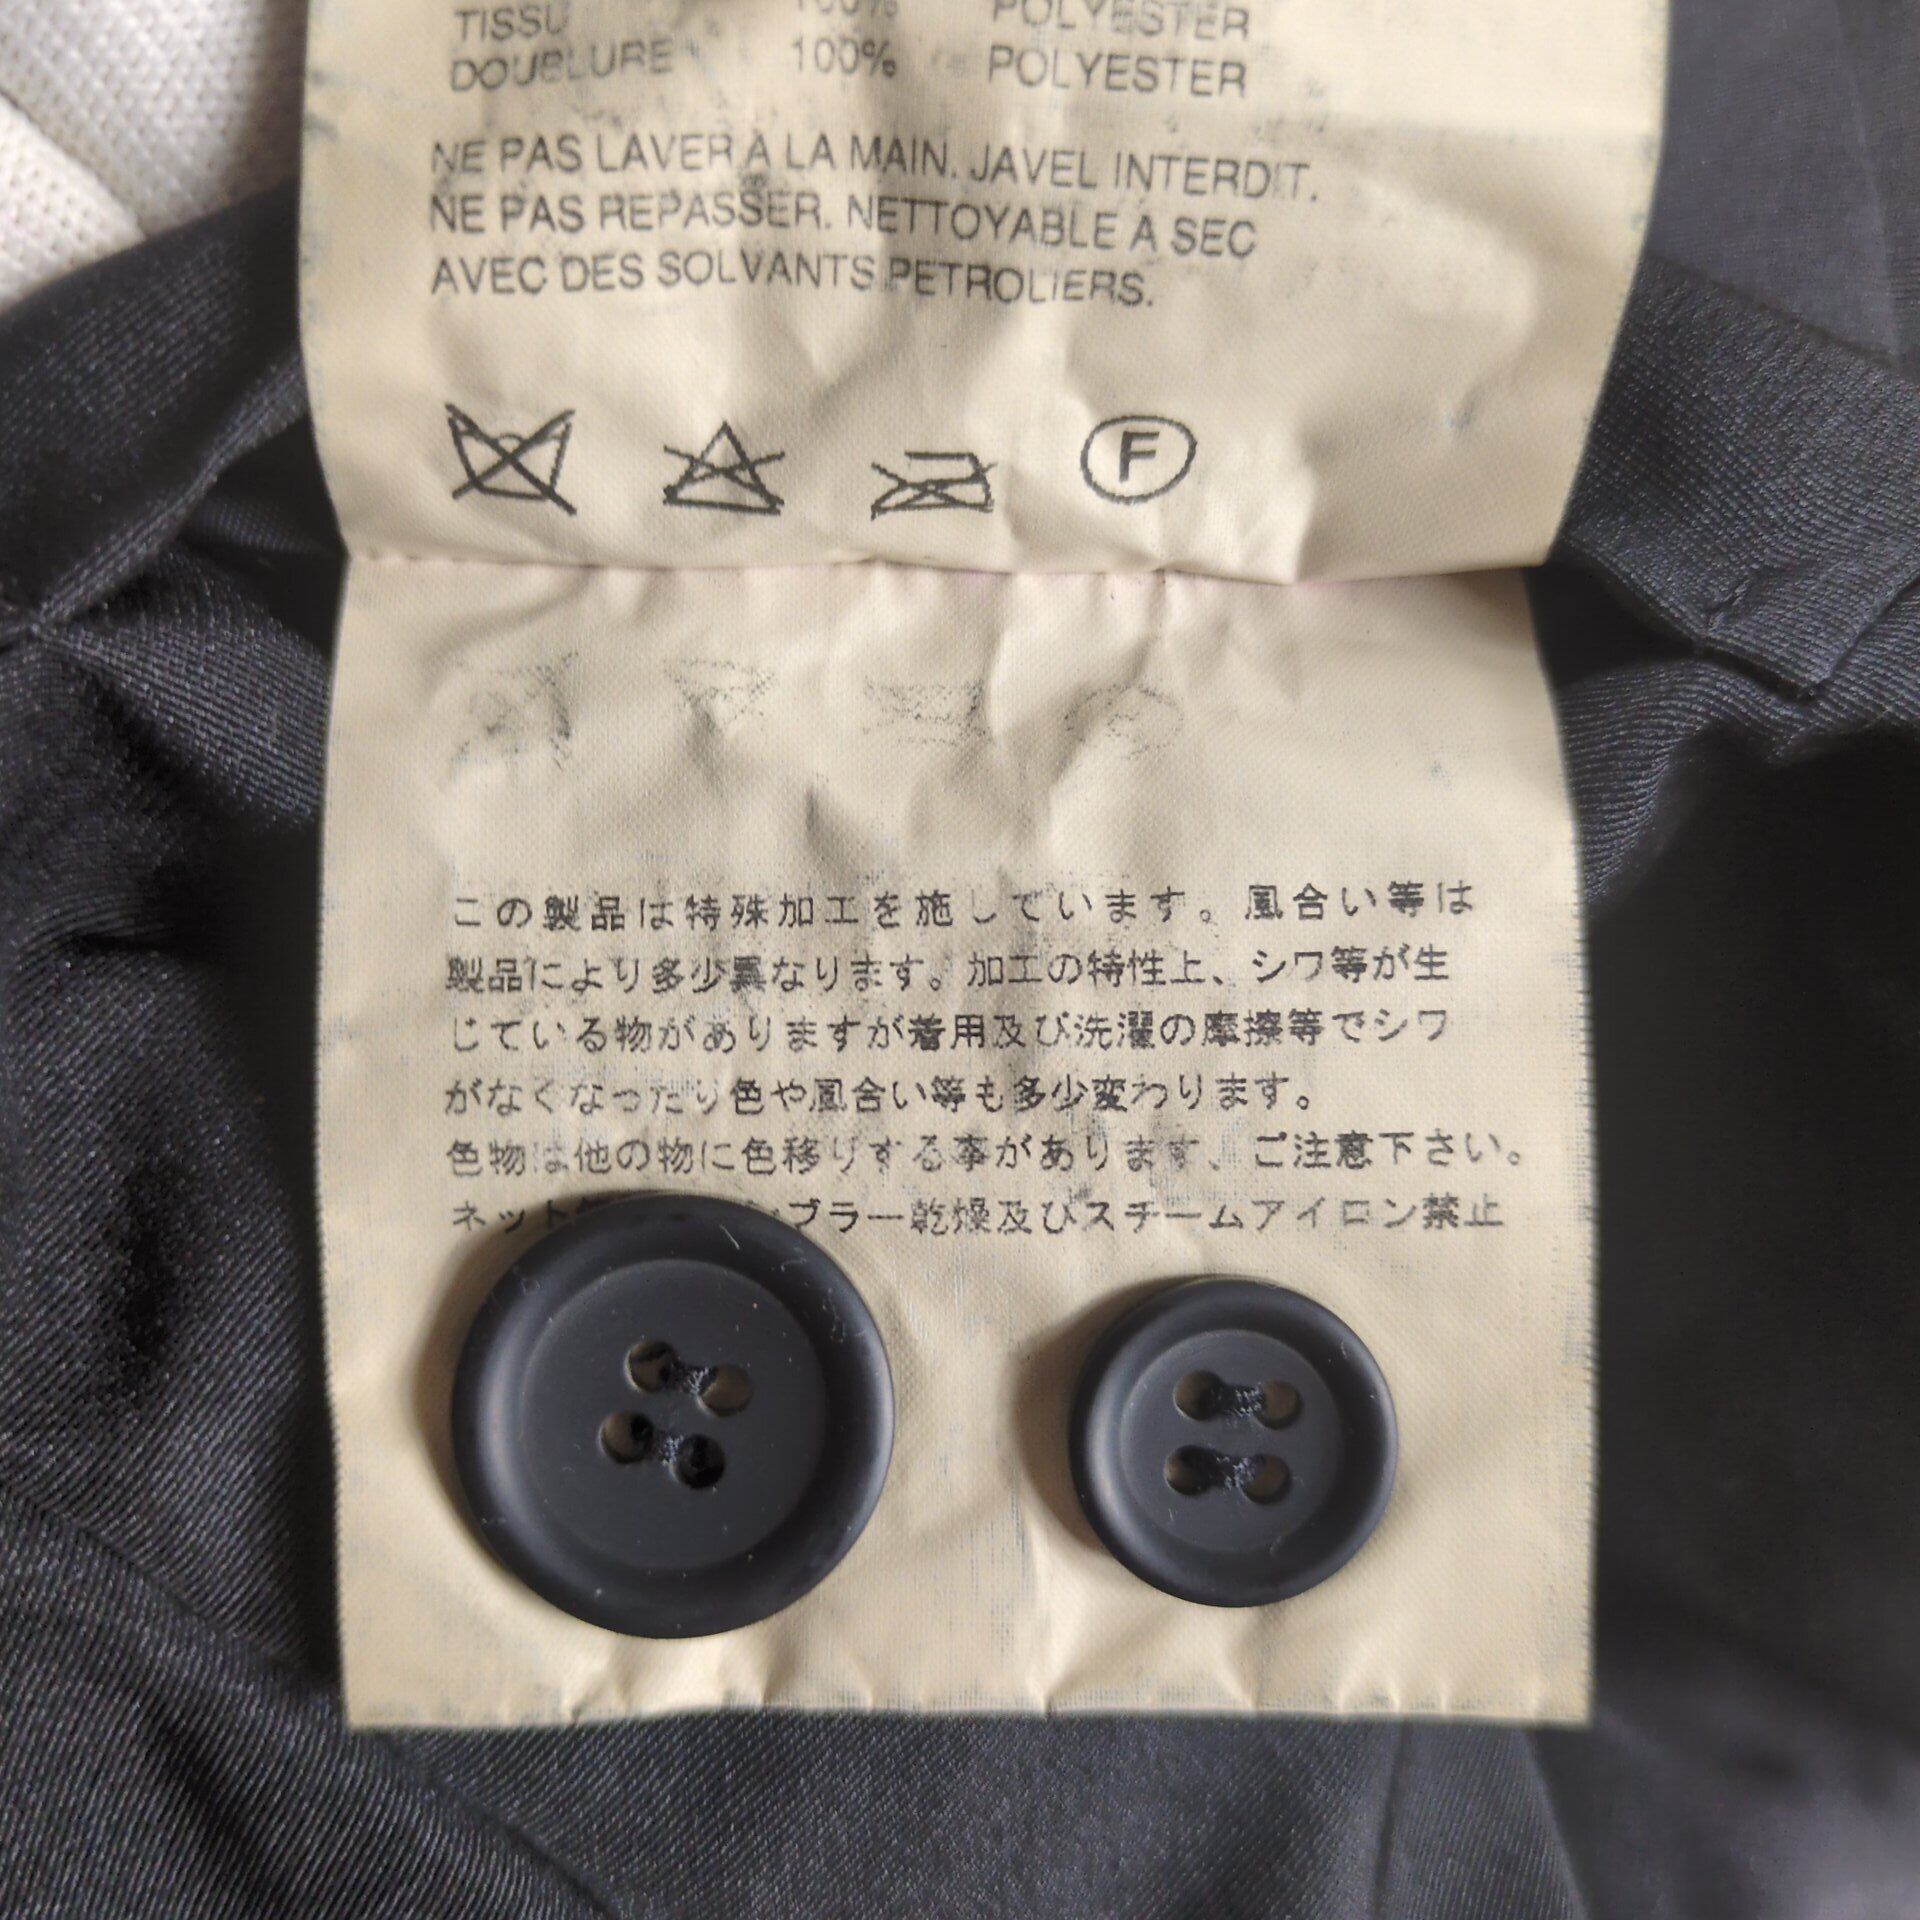 TISSU 100% POLYESTER
DOUBLURE 100% POLYESTER
NE PAS LAVER A LA MAIN. JAVEL INTERDIT.
NE PAS REPASSER. NETTOYABLE A SEC
AVEC DES SOLVANTS PETROLIERS.
F
この製品は特殊加工を施しています。風合い等は
製品により多少異なります。加工の特性上、シワ等が生
じている物がありますが着用及び洗濯の摩擦等でシワ
がなくなったり色や風合い等も多少変わります。
色物は他の物に色移りする事があります、ご注意下さい。
ネット ブラー乾燥及びスチームアイロン禁止